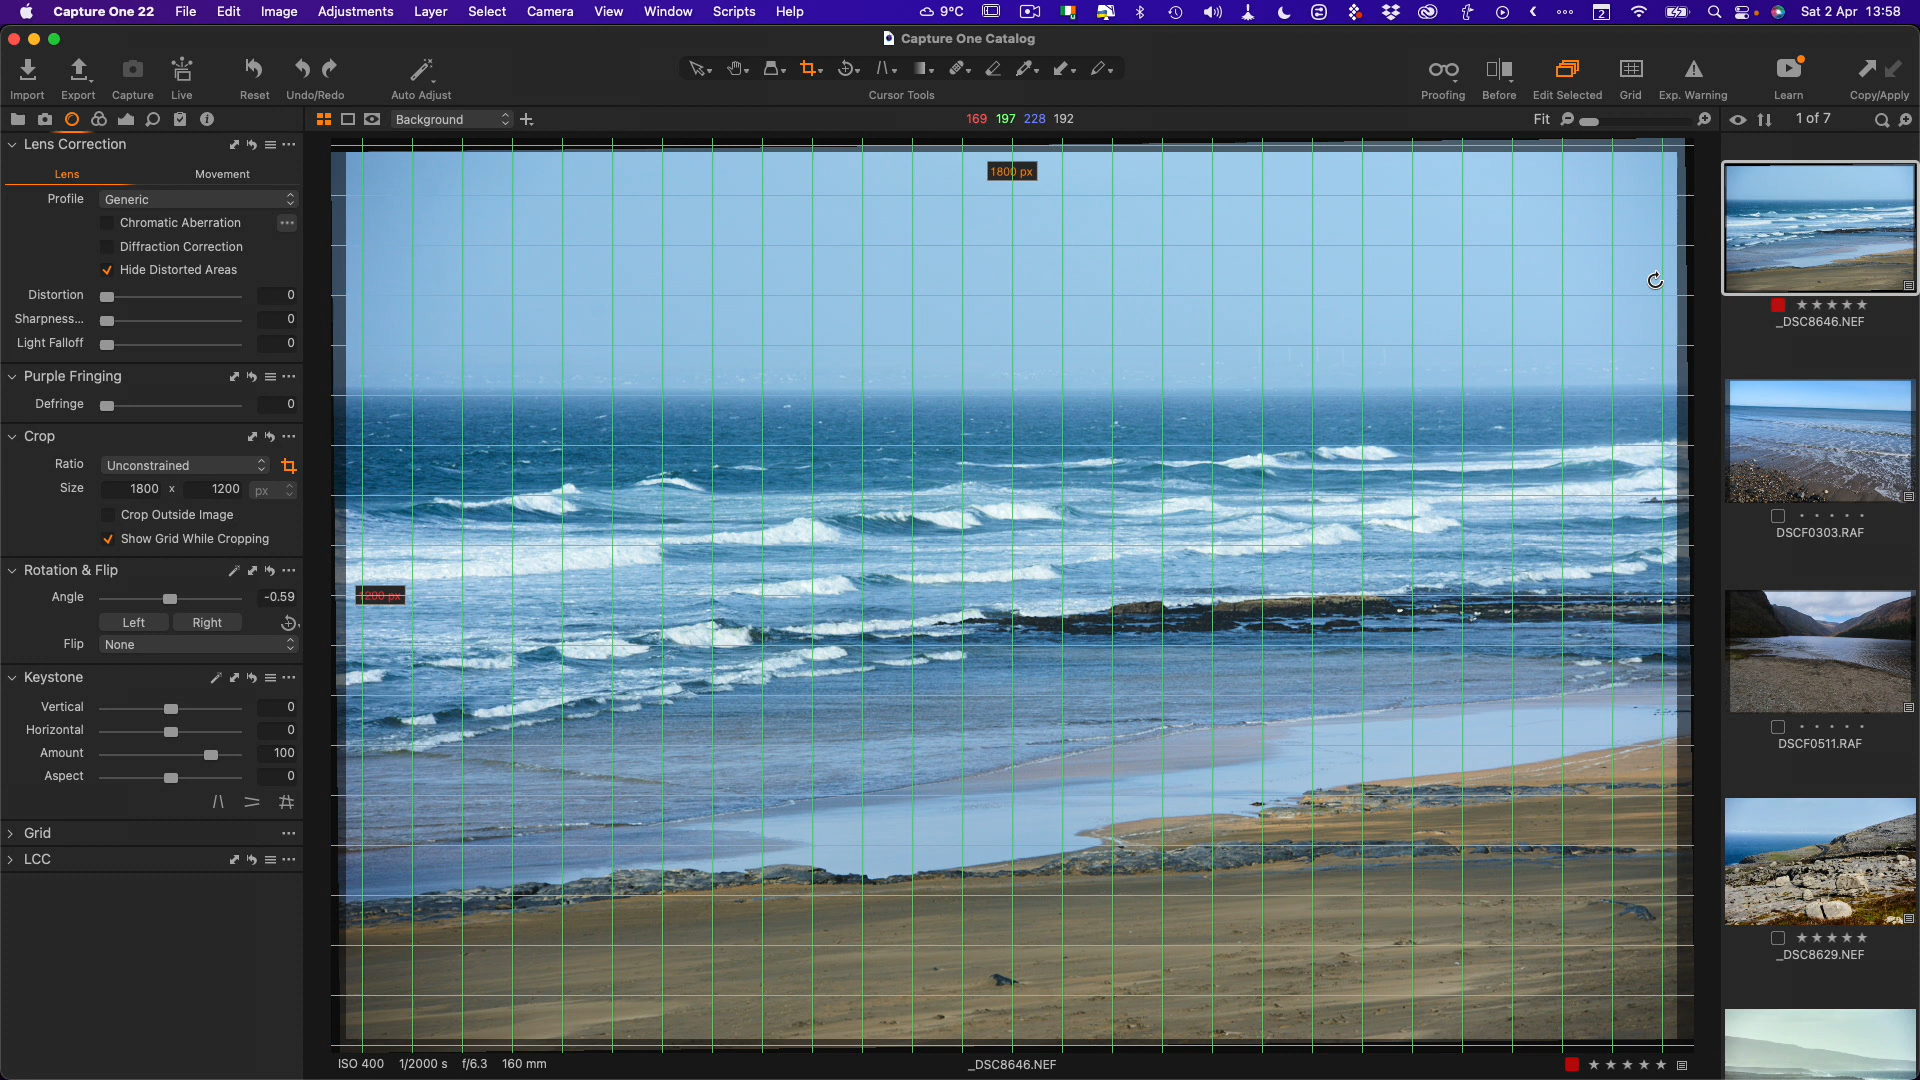 Capture One 22 File Edit Image Adjustments Layer Select Camera View Window Scripts Help 9°C 2 Sat 2 Apr 13:58
Capture One Catalog
Import Export Capture Live Reset Undo/Redo Auto Adjust Cursor Tools Proofing Before Edit Selected Grid Exp. Warning Learn Copy/Apply
Background 169 197 228 192 Fit 1 of 7
Lens Correction
Lens Movement
Profile Generic
Chromatic Aberration
Diffraction Correction
Hide Distorted Areas
Distortion 0
Sharpness... 0
Light Falloff 0
Purple Fringing
Defringe 0
Crop
Ratio Unconstrained
Size 1800 x 1200 px
Crop Outside Image
Show Grid While Cropping
Rotation & Flip
Angle -0.59
Left Right
Flip None
Keystone
Vertical 0
Horizontal 0
Amount 100
Aspect 0
Grid
LCC
1800 px
1200 px
ISO 400 1/2000 s f/6.3 160 mm _DSC8646.NEF
_DSC8646.NEF
DSCF0303.RAF
DSCF0511.RAF
_DSC8629.NEF